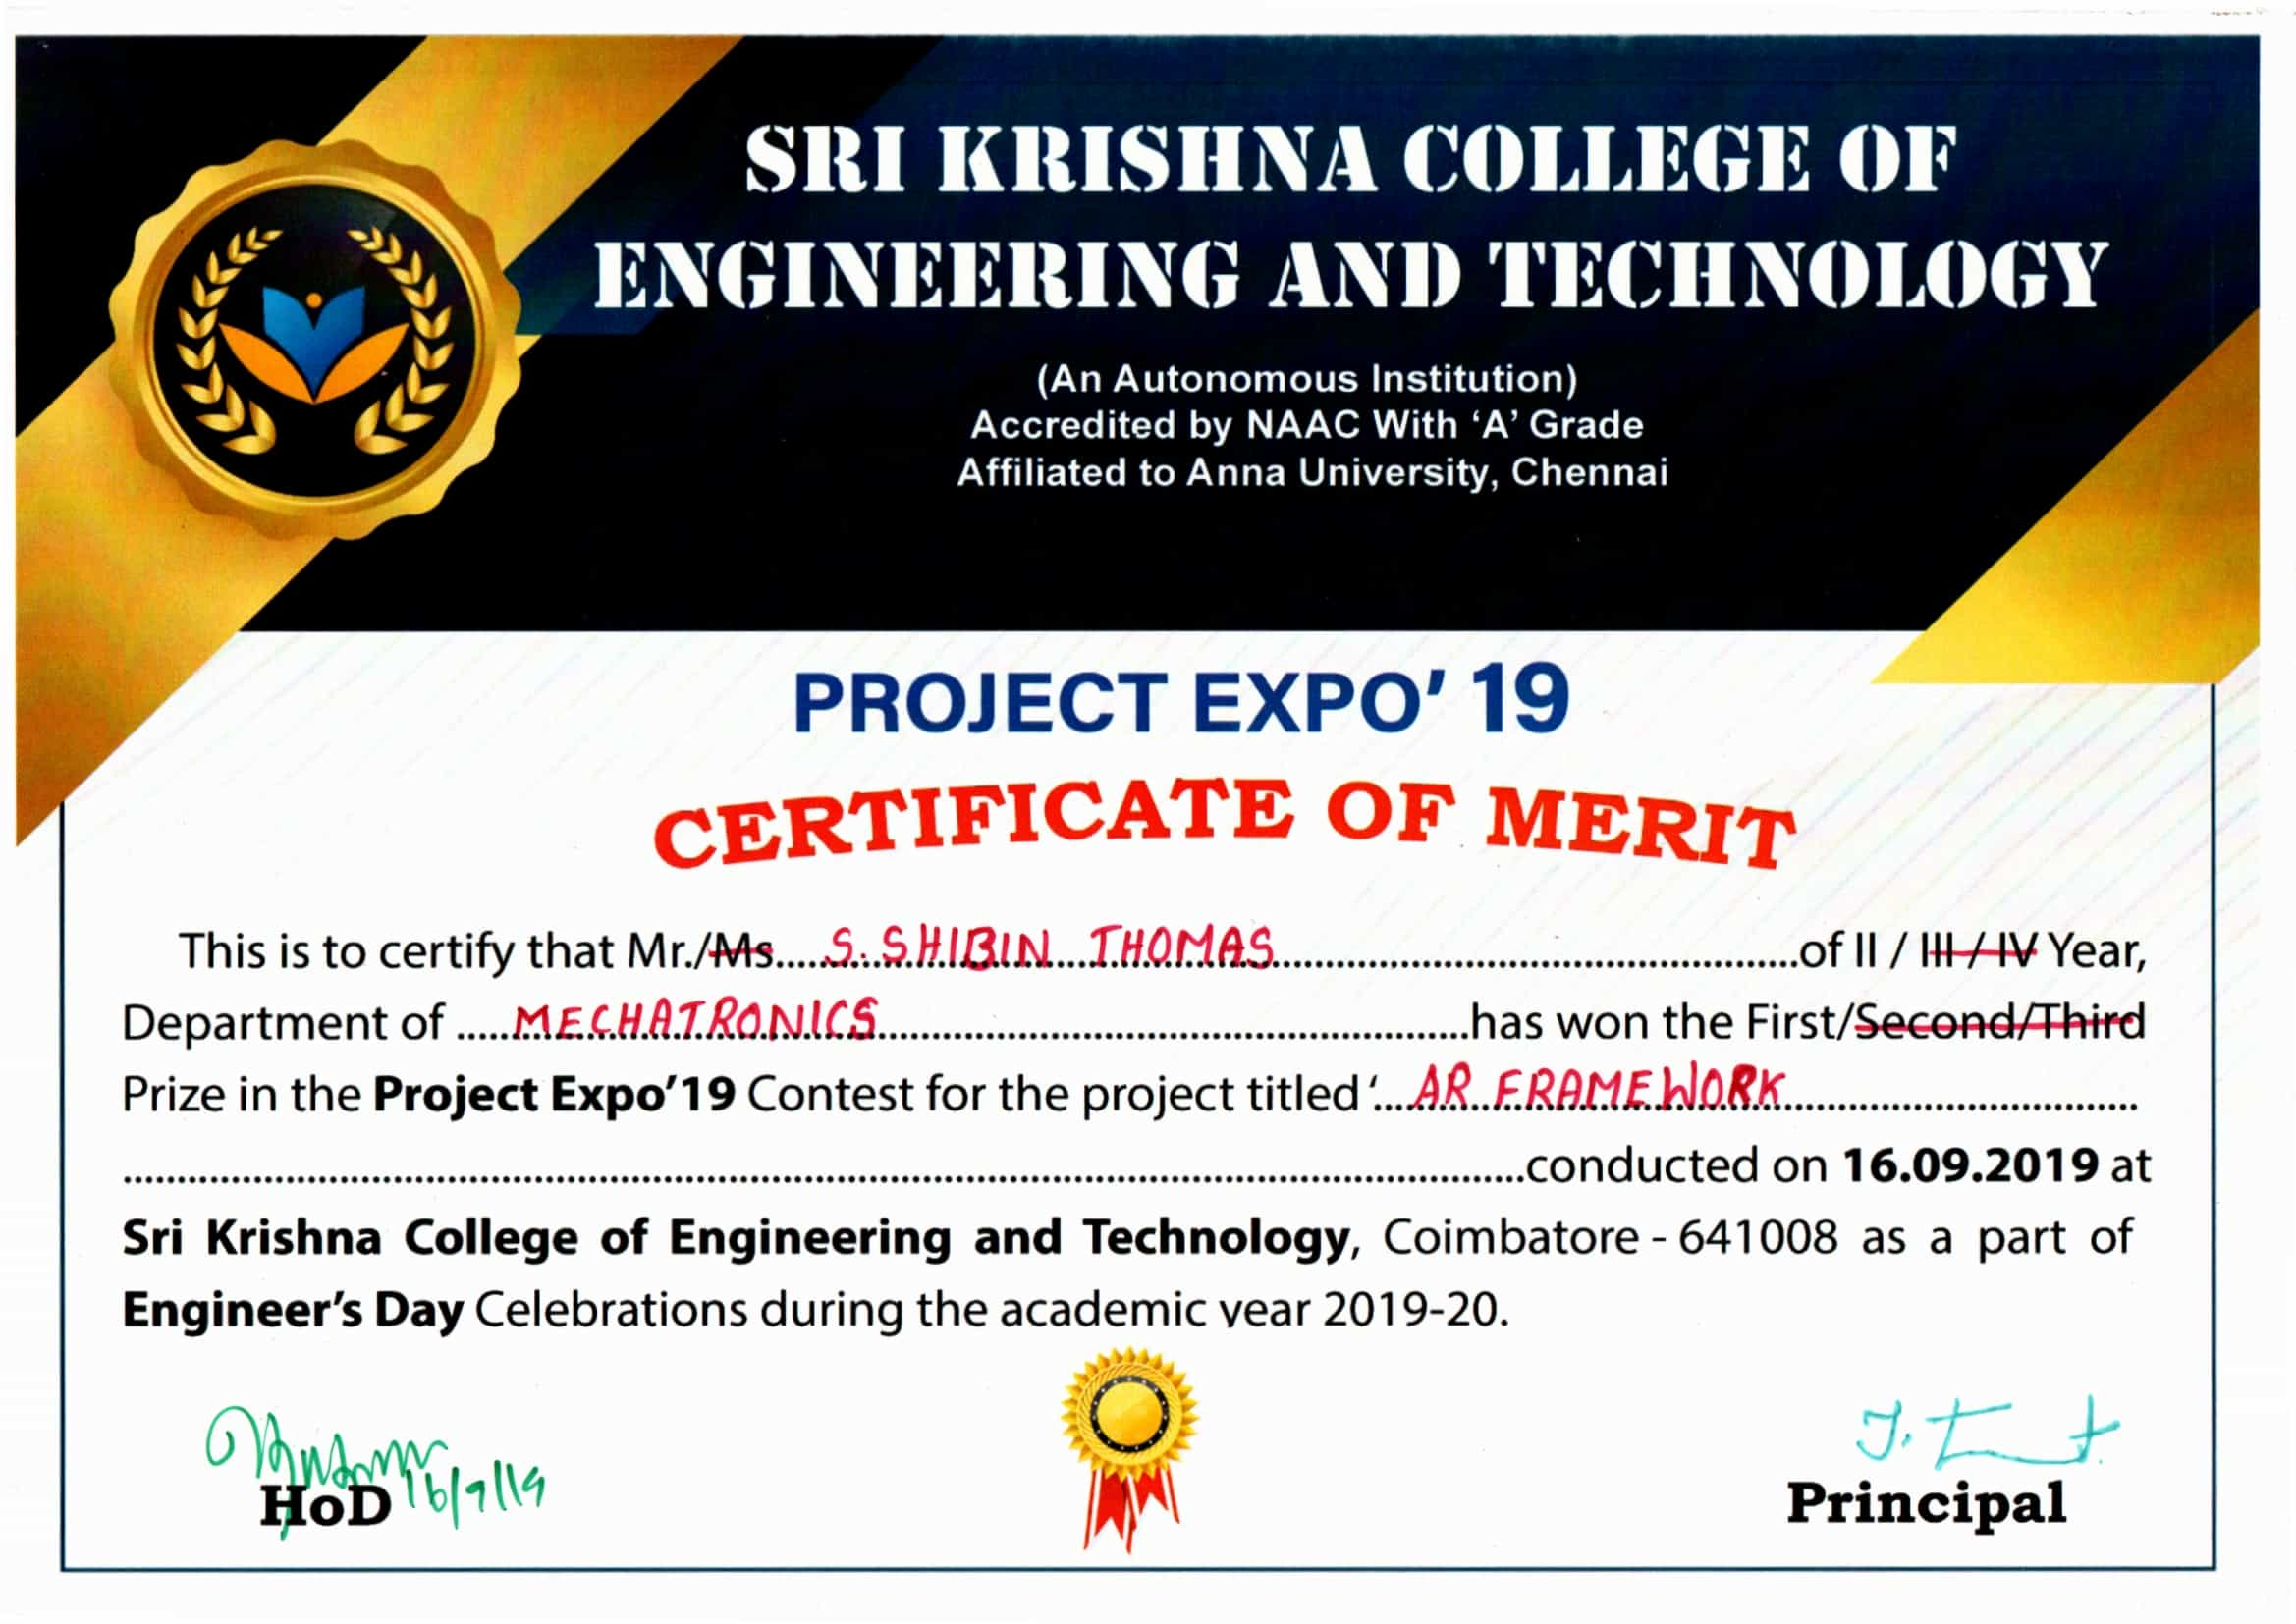 SRI KRISHNA COLLEGE OF
ENGINEERING AND TECHNOLOGY
(An Autonomous Institution)
Accredited by NAAC With ‘A’ Grade
Affiliated to Anna University, Chennai
PROJECT EXPO' 19
CERTIFICATE OF MERIT
This is to certify that Mr./Ms.....S. SHIBIN THOMAS..........of II / III / IV Year,
Department of .....MECHATRONICS..........has won the First/Second/Third
Prize in the Project Expo'19 Contest for the project titled ‘....AR FRAMEWORK..........
..........conducted on 16.09.2019 at
Sri Krishna College of Engineering and Technology, Coimbatore - 641008 as a part of
Engineer's Day Celebrations during the academic year 2019-20.
16/9/19
HoD
Principal